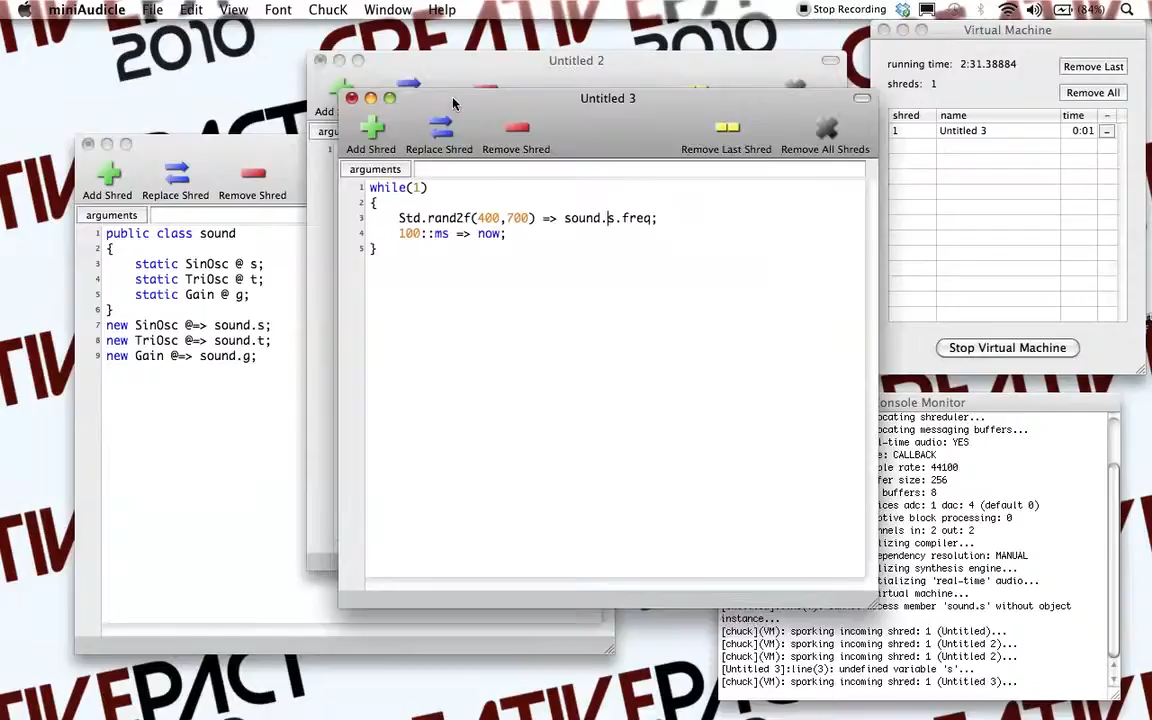 miniAudicle File Edit View Font ChucK Window Help
Stop Recording (84%)
CREATIVEPACT
2010
2010
Virtual Machine
running time: 2:31.38884
Remove Last
shreds: 1
Remove All
shred name time –
1 Untitled 3 0:01 –
Stop Virtual Machine
Untitled 2
Add Shred
1
Untitled 3
Add Shred Replace Shred Remove Shred Remove Last Shred Remove All Shreds
arguments
1 while(1)
2 {
3 Std.rand2f(400,700) => sound.s.freq;
4 100::ms => now;
5 }
Add Shred Replace Shred Remove Shred
arguments
1 public class sound
2 {
3 static SinOsc @ s;
4 static TriOsc @ t;
5 static Gain @ g;
6 }
7 new SinOsc @=> sound.s;
8 new TriOsc @=> sound.t;
9 new Gain @=> sound.g;
onsole Monitor
ocating shreduler...
ocating messaging buffers...
l-time audio: YES
e: CALLBACK
ple rate: 44100
fer size: 256
buffers: 8
ices adc: 1 dac: 4 (default 0)
ptive block processing: 0
nnels in: 2 out: 2
lizing compiler...
ependency resolution: MANUAL
lizing synthesis engine...
itializing 'real-time' audio...
irtual machine...
ess member 'sound.s' without object
instance...
[chuck](VM): sporking incoming shred: 1 (Untitled)...
[chuck](VM): sporking incoming shred: 1 (Untitled 2)...
[chuck](VM): sporking incoming shred: 1 (Untitled 2)...
[Untitled 3]:line(3): undefined variable 's'...
[chuck](VM): sporking incoming shred: 1 (Untitled 3)...